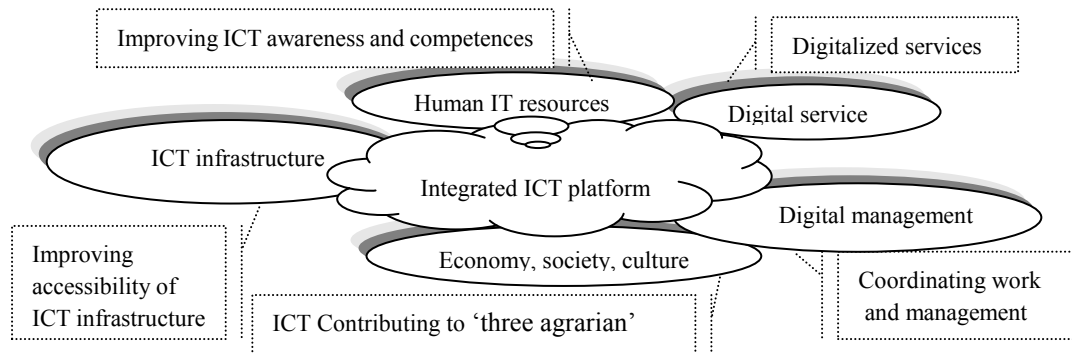 Improving ICT awareness and competences
Digitalized services
Human IT resources
Digital service
ICT infrastructure
Integrated ICT platform
Digital management
Economy, society, culture
Improving
accessibility of
ICT infrastructure
Coordinating work
and management
ICT Contributing to ‘three agrarian’